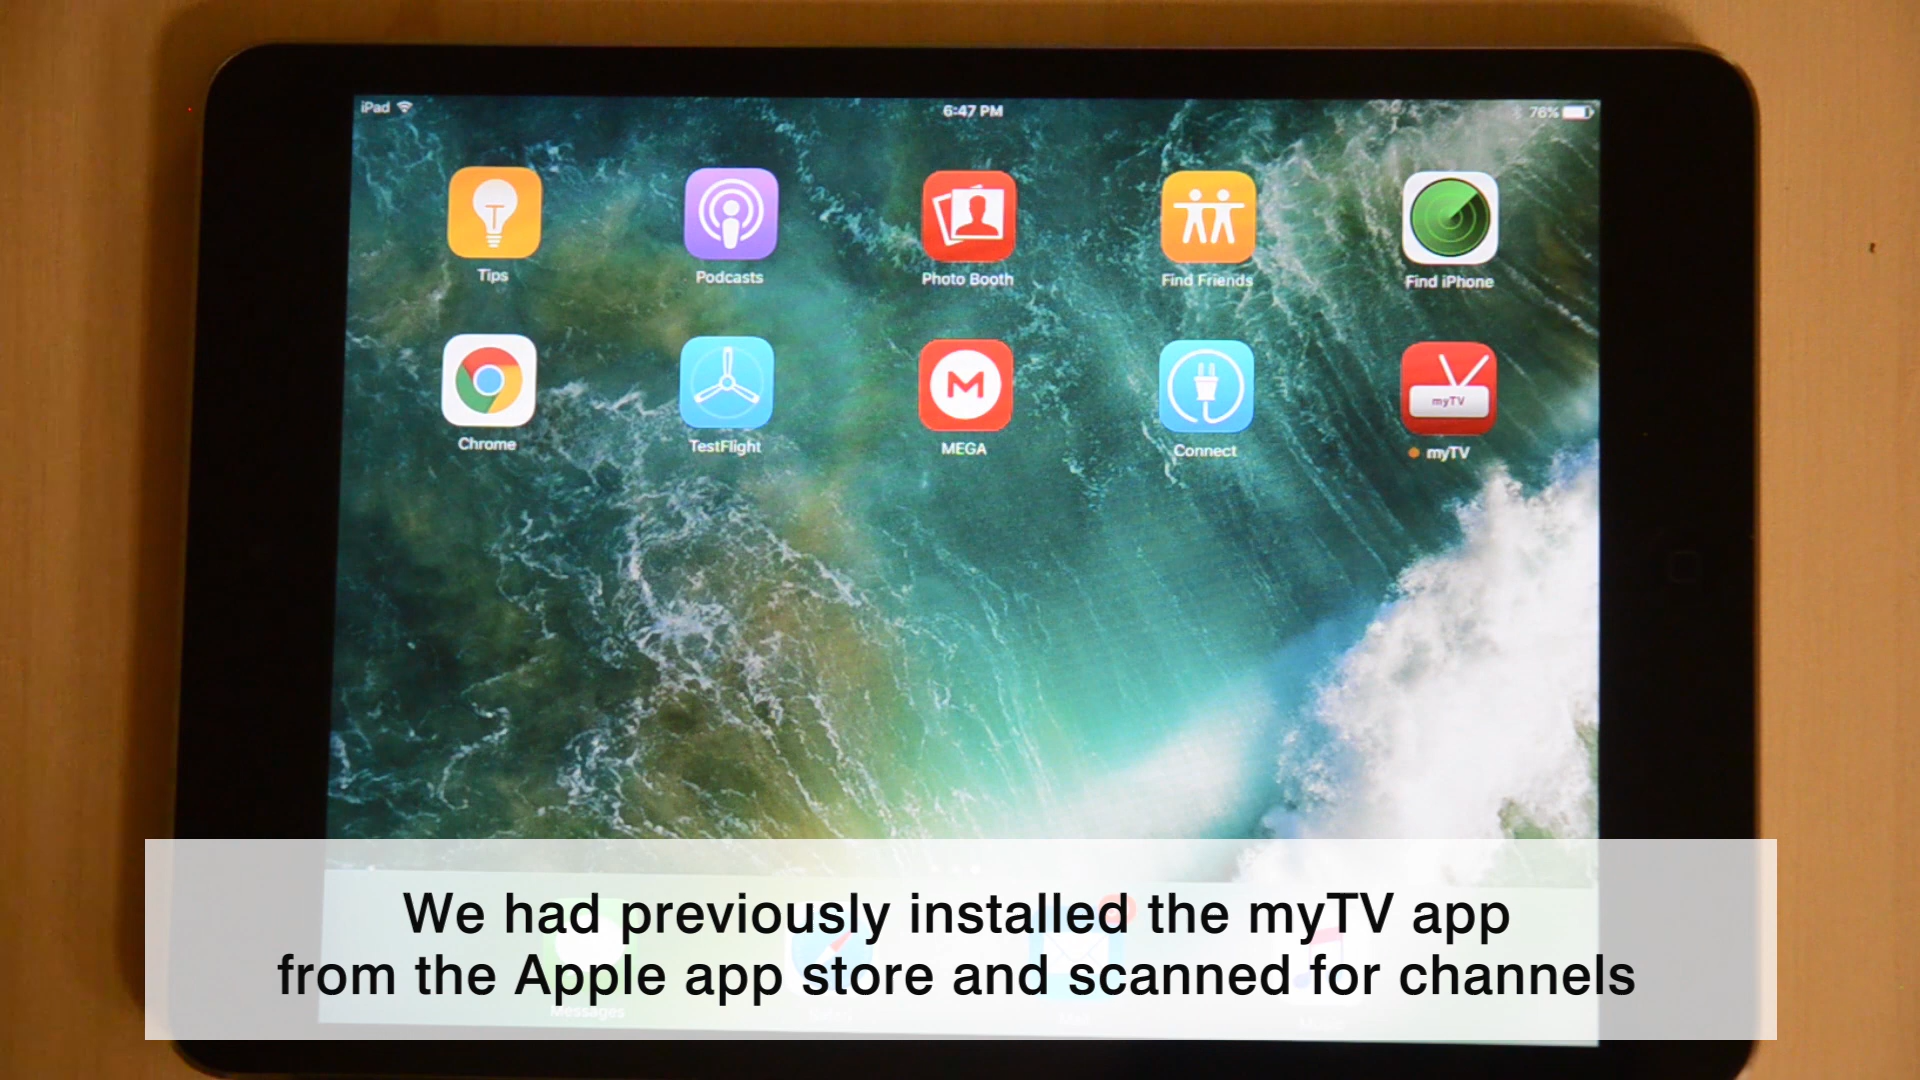 iPad
6:47 PM
76%
Tips
Podcasts
Photo Booth
Find Friends
Find iPhone
myTV
Chrome
TestFlight
MEGA
Connect
myTV
We had previously installed the myTV app
from the Apple app store and scanned for channels
Messages